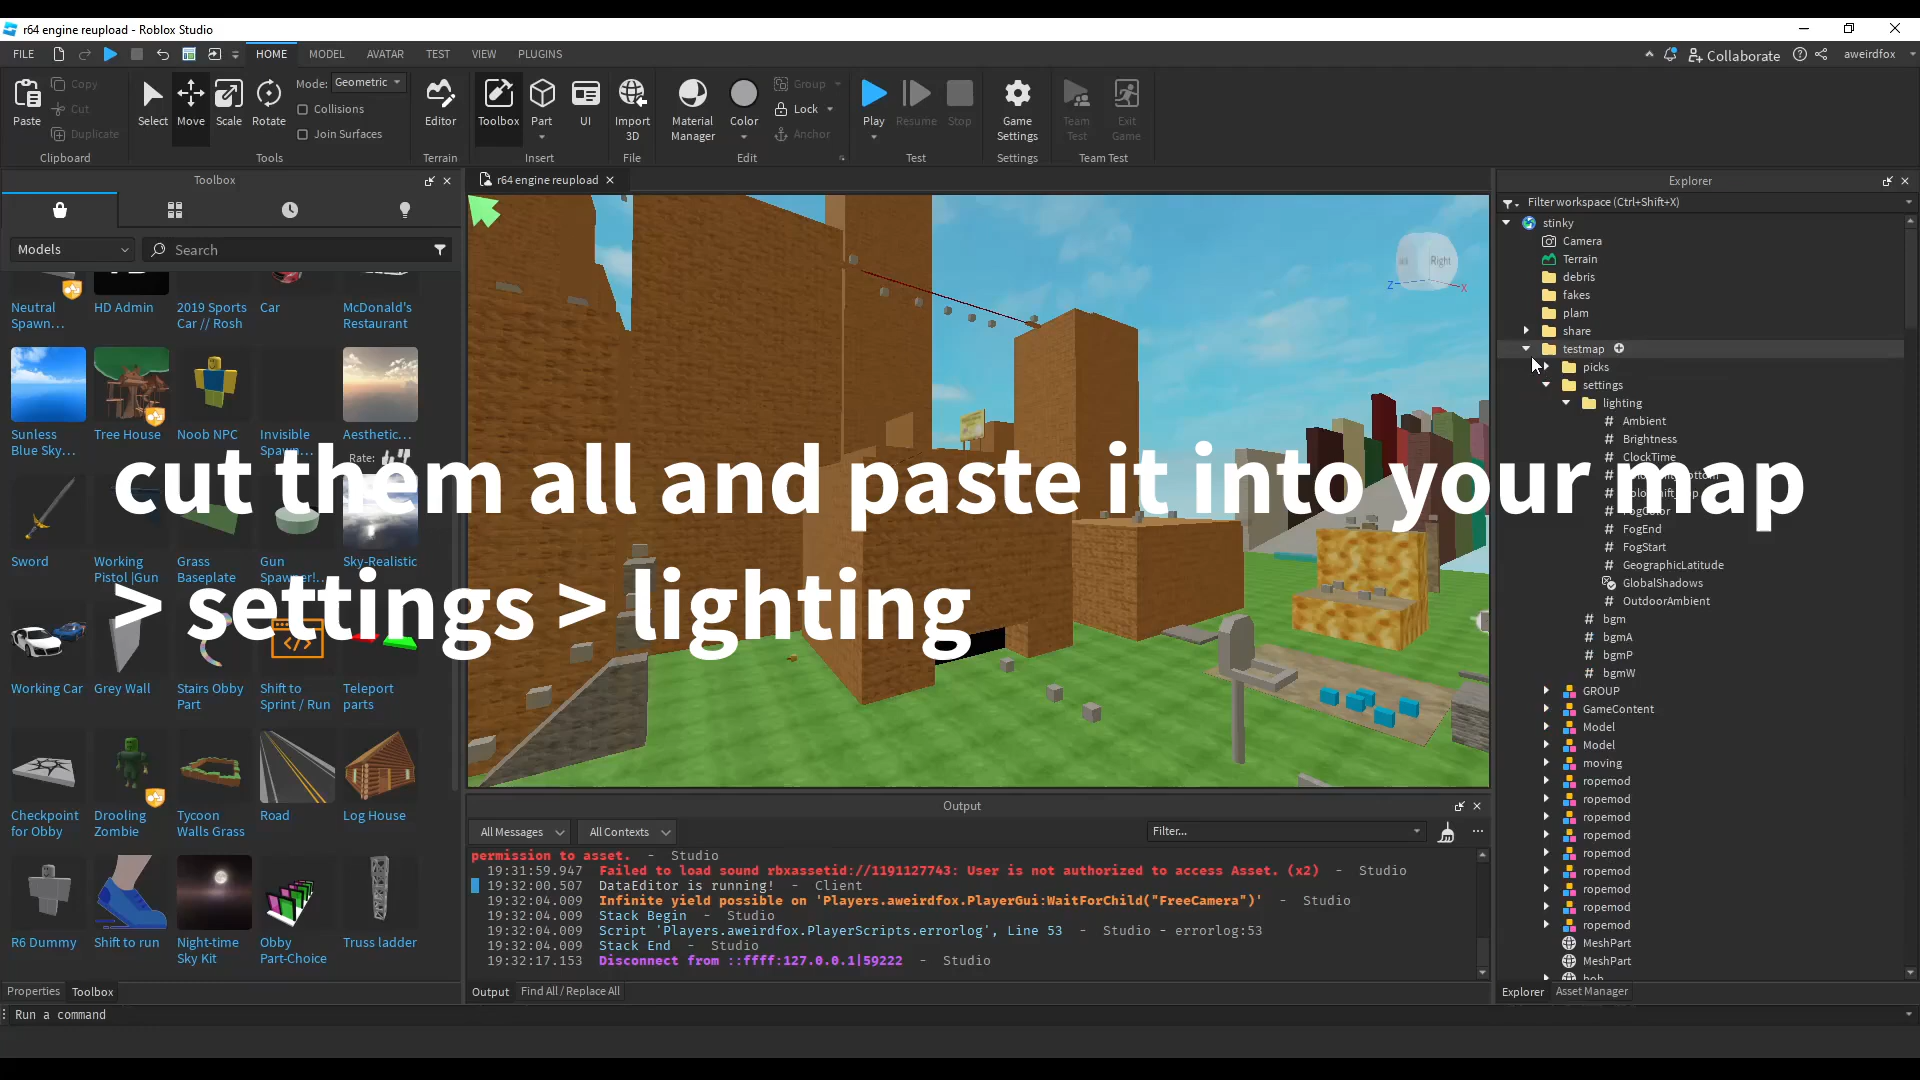 r64 engine reupload - Roblox Studio
FILE HOME MODEL AVATAR TEST VIEW PLUGINS Collaborate aweirdfox
Paste Copy Cut Duplicate Clipboard
Select Move Scale Rotate Mode: Geometric Collisions Join Surfaces Tools
Editor Terrain
Toolbox Part UI Insert
Import 3D File
Material Manager Color Group Lock Anchor Edit
Play Resume Stop Test
Game Settings Settings
Team Test Exit Game Team Test
Toolbox
Models Search
Neutral Spawn... HD Admin 2019 Sports Car // Rosh Car McDonald's Restaurant
Sunless Blue Sky... Tree House Noob NPC Invisible Spawn... Aesthetic...
Rate:
Sword Working Pistol |Gun Grass Baseplate Gun Spawner!... Sky-Realistic
Working Car Grey Wall Stairs Obby Part Shift to Sprint / Run Teleport parts
Checkpoint for Obby Drooling Zombie Tycoon Walls Grass Road Log House
R6 Dummy Shift to run Night-time Sky Kit Obby Part-Choice Truss ladder
Properties Toolbox
r64 engine reupload
Right
Z X
cut them all and paste it into your map
> settings > lighting
Output
All Messages All Contexts Filter...
permission to asset. - Studio
19:31:59.947 Failed to load sound rbxassetid://1191127743: User is not authorized to access Asset. (x2) - Studio
19:32:00.507 DataEditor is running! - Client
19:32:04.009 Infinite yield possible on 'Players.aweirdfox.PlayerGui:WaitForChild("FreeCamera")' - Studio
19:32:04.009 Stack Begin - Studio
19:32:04.009 Script 'Players.aweirdfox.PlayerScripts.errorlog', Line 53 - Studio - errorlog:53
19:32:04.009 Stack End - Studio
19:32:17.153 Disconnect from ::ffff:127.0.0.1|59222 - Studio
Output Find All / Replace All
Explorer
Filter workspace (Ctrl+Shift+X)
stinky
Camera
Terrain
debris
fakes
plam
share
testmap
picks
settings
lighting
# Ambient
# Brightness
# ClockTime
# FogColor
# FogEnd
# FogStart
# GeographicLatitude
GlobalShadows
# OutdoorAmbient
# bgm
# bgmA
# bgmP
# bgmW
GROUP
GameContent
Model
Model
moving
ropemod
ropemod
ropemod
ropemod
ropemod
ropemod
ropemod
ropemod
ropemod
MeshPart
MeshPart
bob
Explorer Asset Manager
Run a command